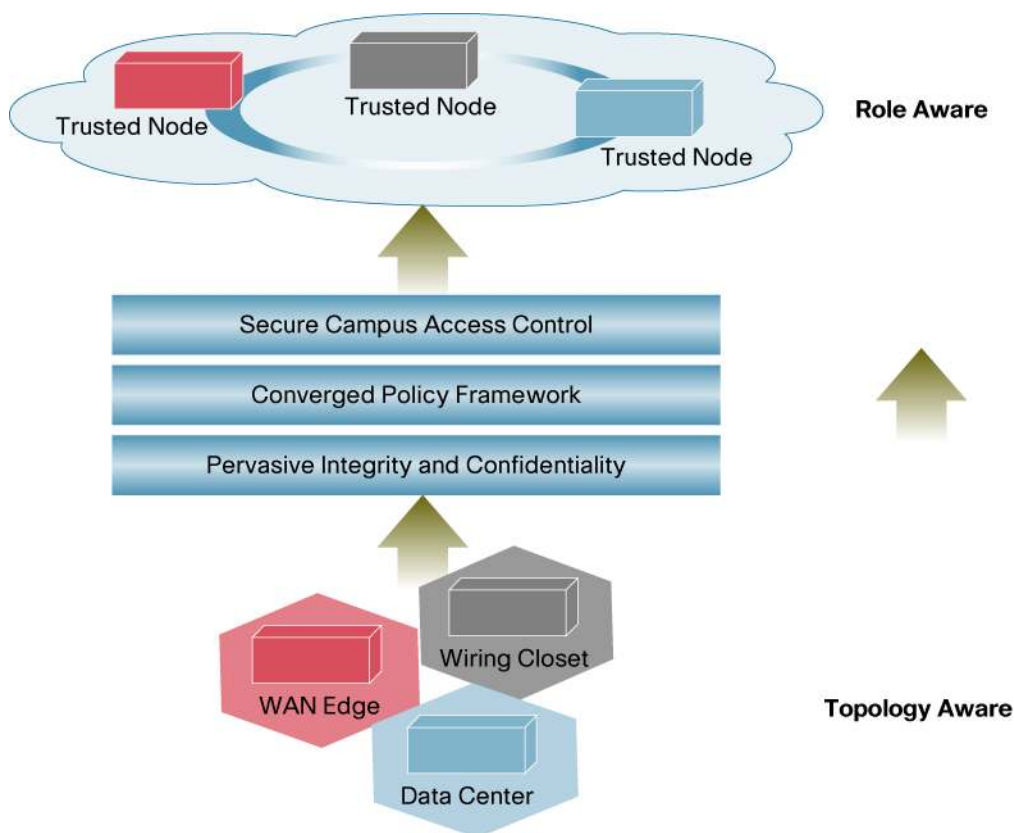 Trusted Node
Trusted Node
Trusted Node
Role Aware
Secure Campus Access Control
Converged Policy Framework
Pervasive Integrity and Confidentiality
Wiring Closet
WAN Edge
Data Center
Topology Aware